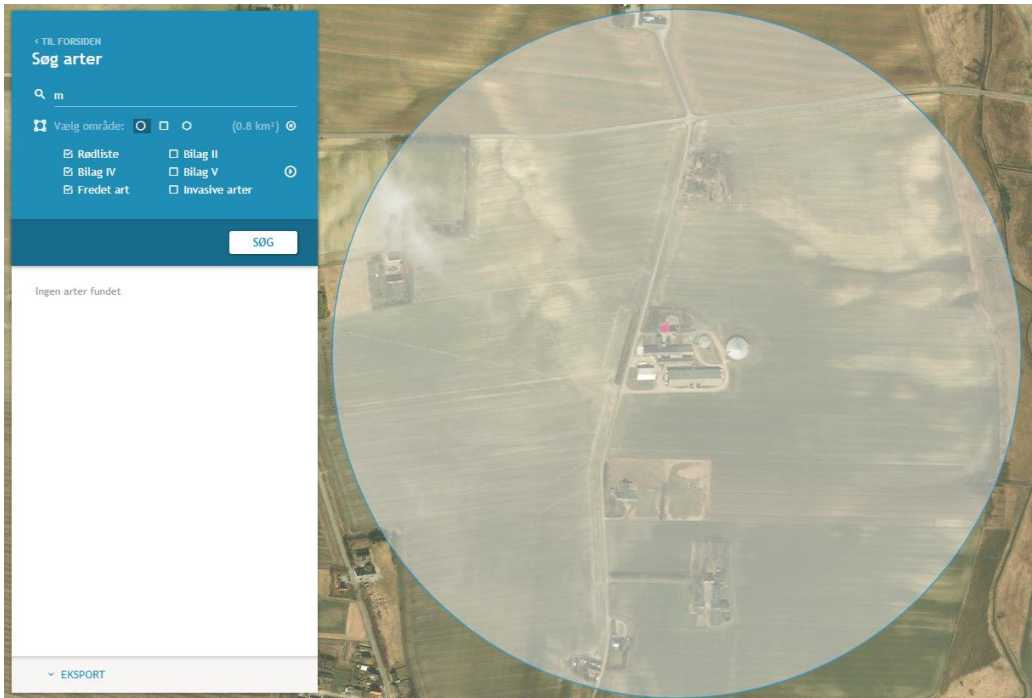 ‹ TIL FORSIDEN
Søg arter
m
Vælg område: (0.8 km²)
Rødliste Bilag II
Bilag IV Bilag V
Fredet art Invasive arter
SØG
Ingen arter fundet
EKSPORT